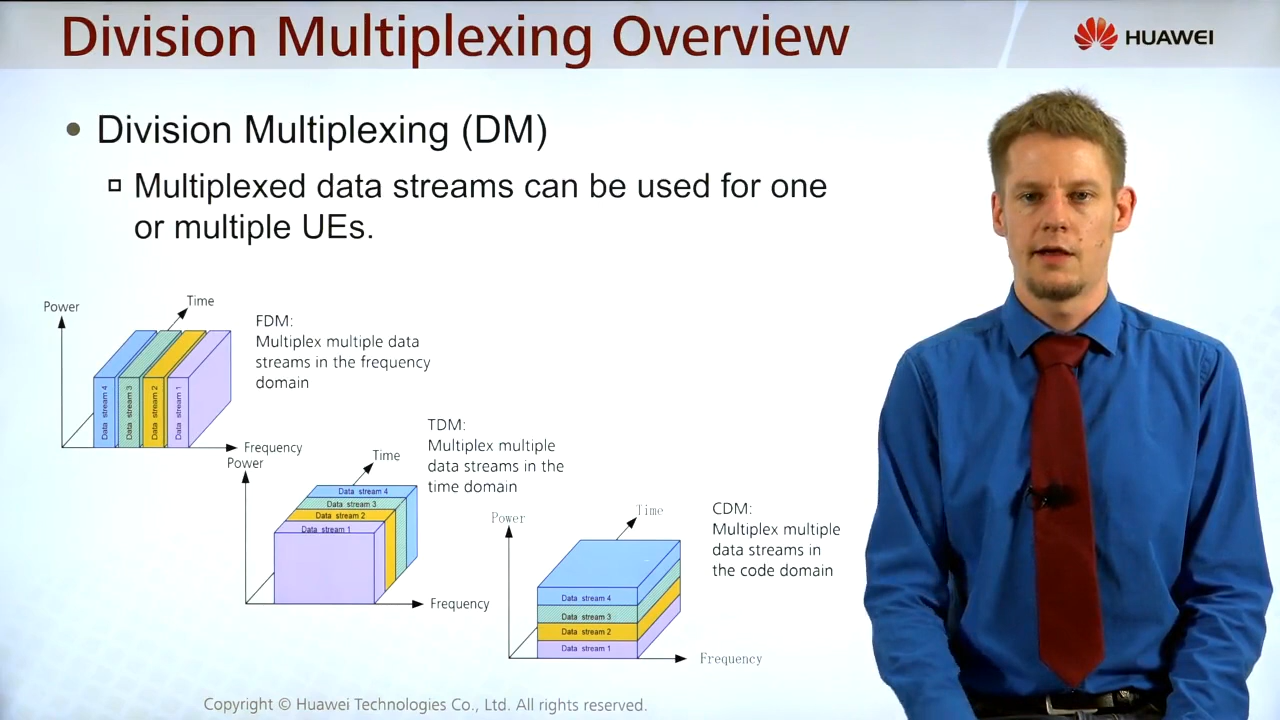 Division Multiplexing Overview
HUAWEI
Division Multiplexing (DM)
Multiplexed data streams can be used for one
or multiple UEs.
Power
Time
Data stream 4
Data stream 3
Data stream 2
Data stream 1
Frequency
FDM:
Multiplex multiple data
streams in the frequency
domain
Power
Time
Data stream 4
Data stream 3
Data stream 2
Data stream 1
Frequency
TDM:
Multiplex multiple
data streams in the
time domain
Power
Time
Data stream 4
Data stream 3
Data stream 2
Data stream 1
Frequency
CDM:
Multiplex multiple
data streams in
the code domain
Copyright © Huawei Technologies Co., Ltd. All rights reserved.